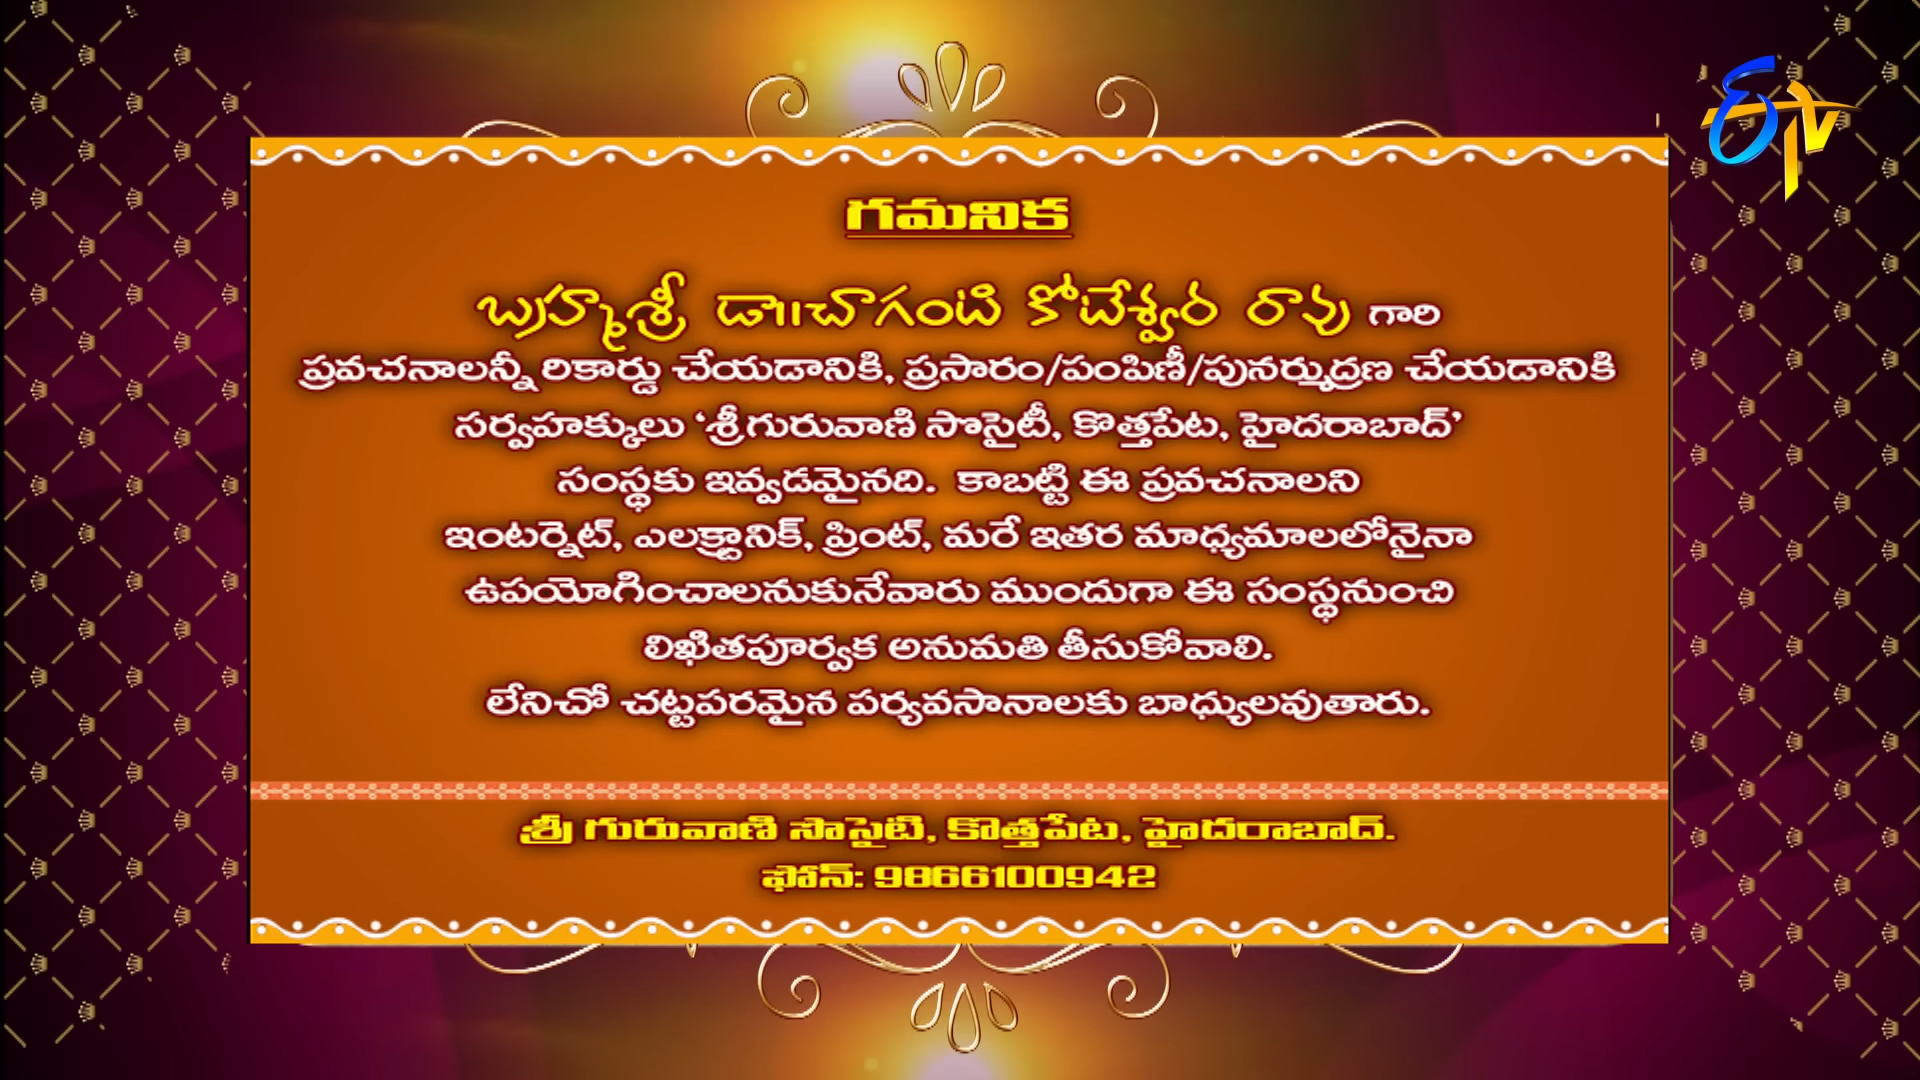 ఈtv
గమనిక
బ్రహ్మశ్రీ డా॥చాగంటి కోటేశ్వర రావు గారి
ప్రవచనాలన్నీ రికార్డు చేయడానికి, ప్రసారం/పంపిణీ/పునర్ముద్రణ చేయడానికి
సర్వహక్కులు ‘శ్రీగురువాణి సొసైటీ, కొత్తపేట, హైదరాబాద్’
సంస్థకు ఇవ్వడమైనది. కాబట్టి ఈ ప్రవచనాలని
ఇంటర్నెట్, ఎలక్ట్రానిక్, ప్రింట్, మరే ఇతర మాధ్యమాలలోనైనా
ఉపయోగించాలనుకునేవారు ముందుగా ఈ సంస్థనుంచి
లిఖితపూర్వక అనుమతి తీసుకోవాలి.
లేనిచో చట్టపరమైన పర్యవసానాలకు బాధ్యులవుతారు.
శ్రీ గురువాణి సొసైటి, కొత్తపేట, హైదరాబాద్.
ఫోన్: 9866100942